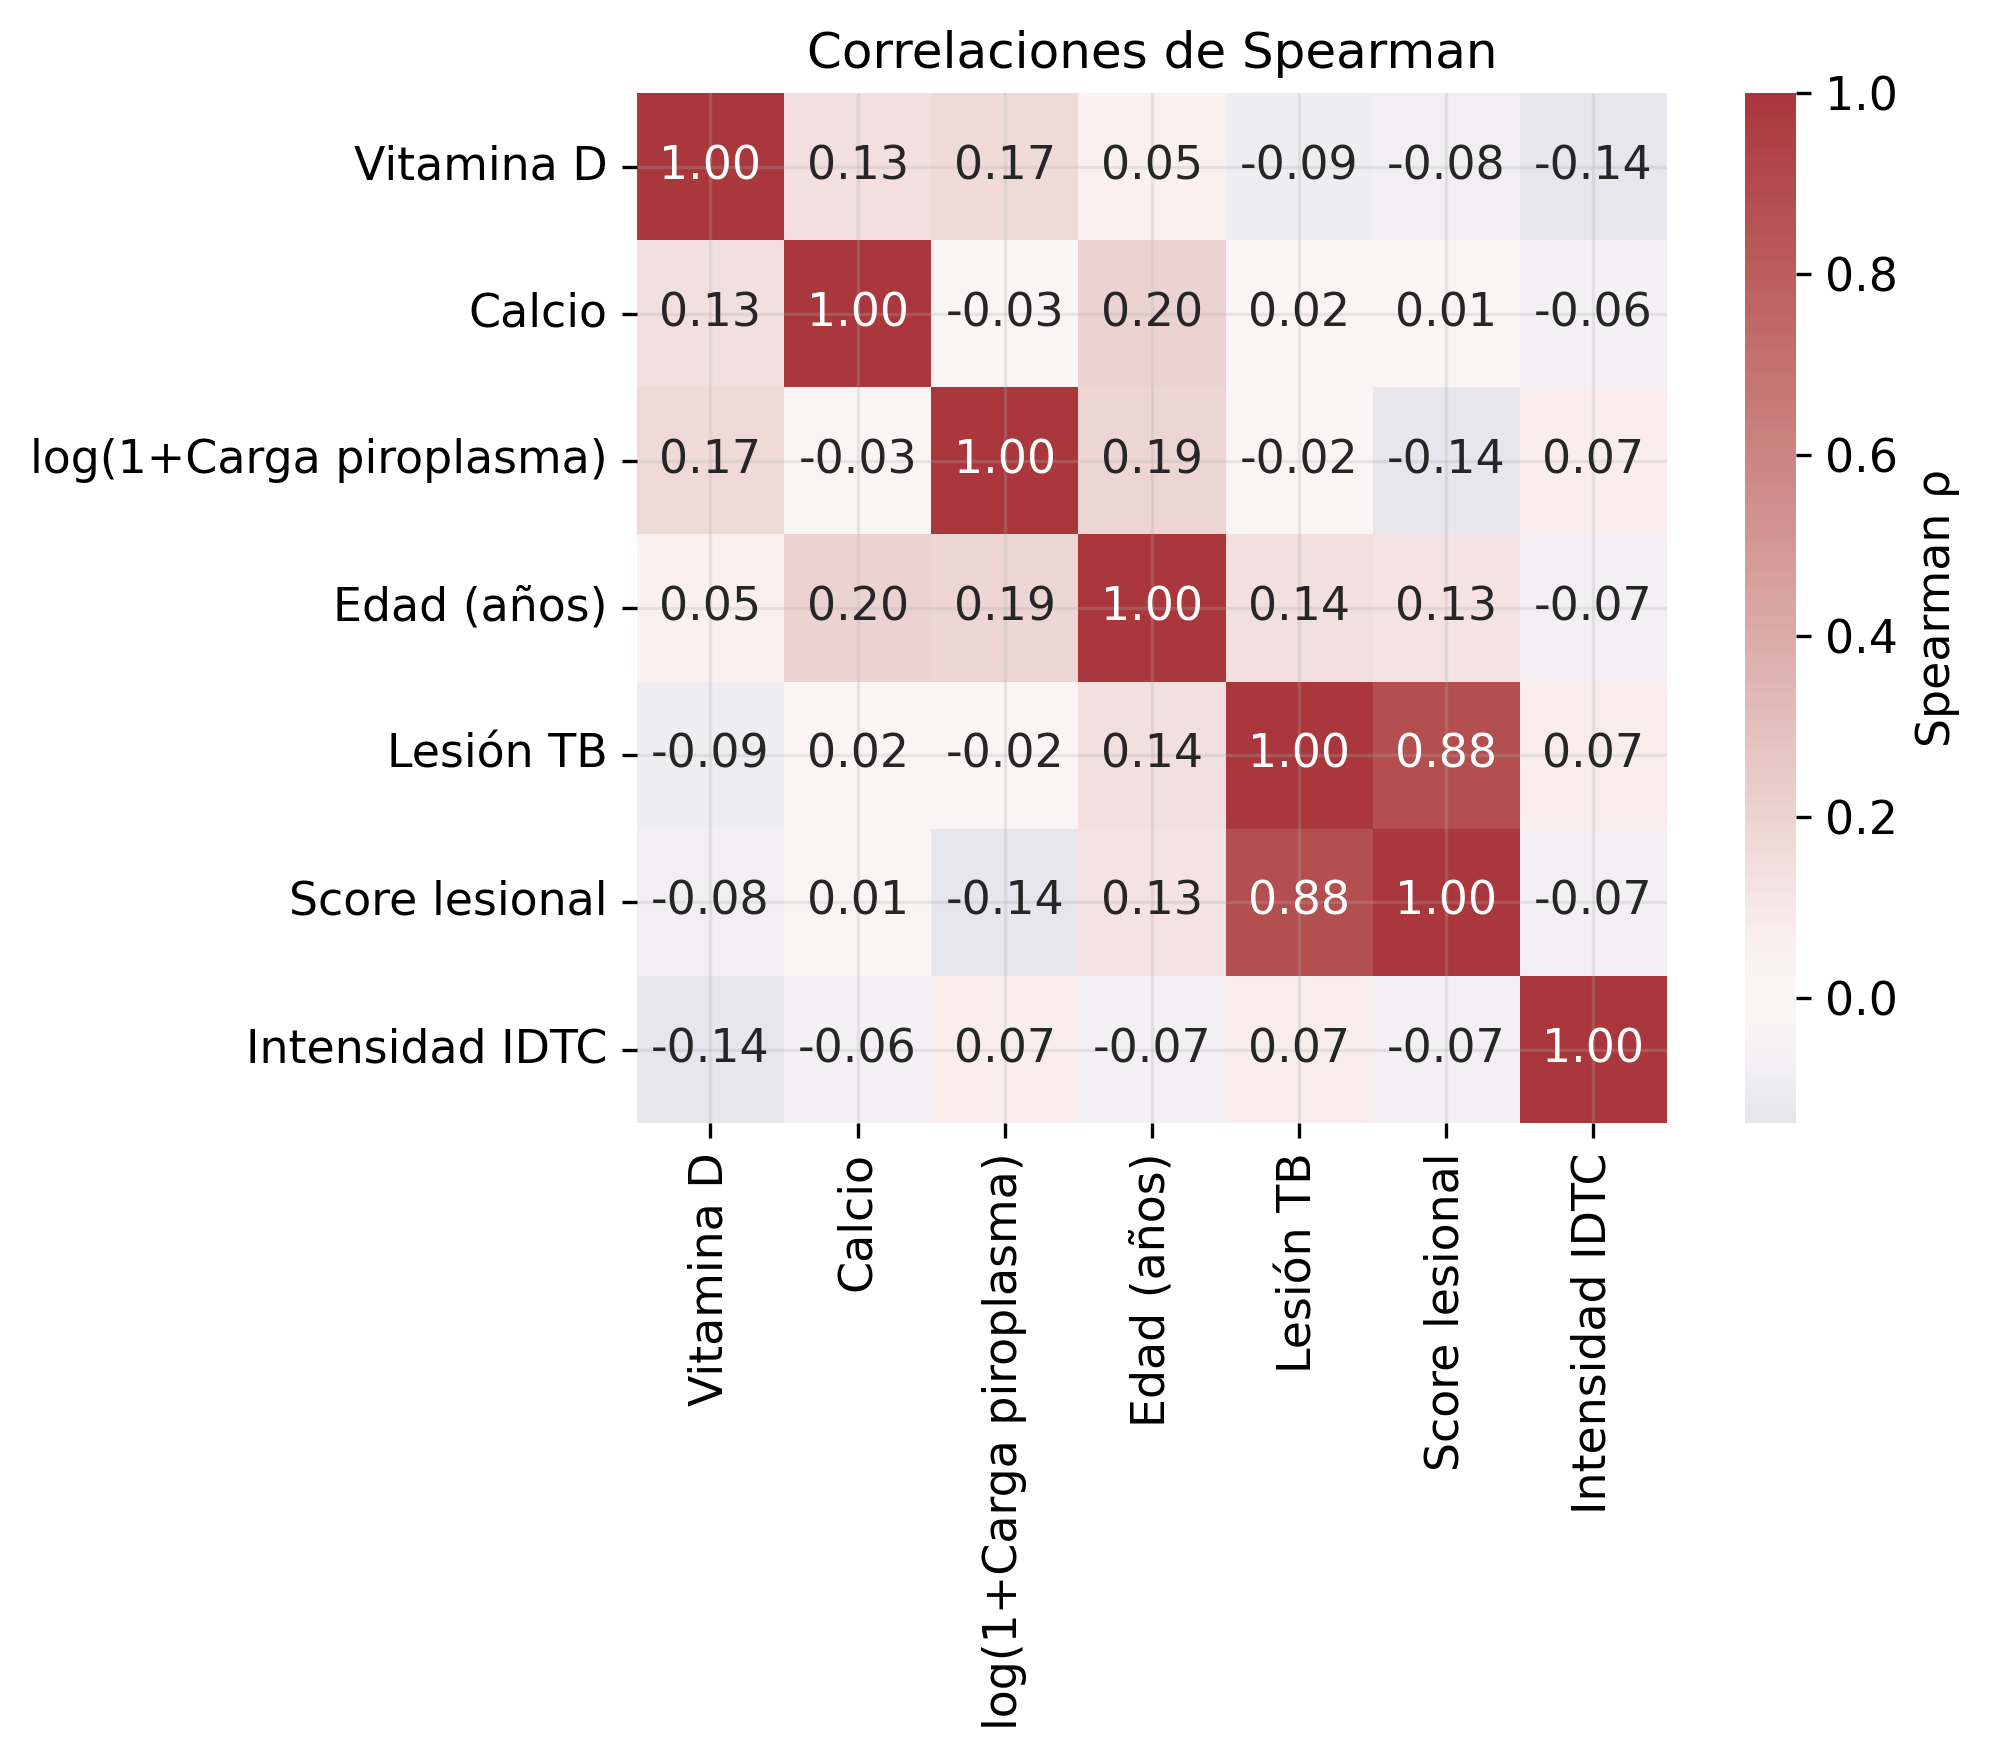 Correlaciones de Spearman
Vitamina D 1.00 0.13 0.17 0.05 -0.09 -0.08 -0.14
Calcio 0.13 1.00 -0.03 0.20 0.02 0.01 -0.06
log(1+Carga piroplasma) 0.17 -0.03 1.00 0.19 -0.02 -0.14 0.07
Edad (años) 0.05 0.20 0.19 1.00 0.14 0.13 -0.07
Lesión TB -0.09 0.02 -0.02 0.14 1.00 0.88 0.07
Score lesional -0.08 0.01 -0.14 0.13 0.88 1.00 -0.07
Intensidad IDTC -0.14 -0.06 0.07 -0.07 0.07 -0.07 1.00
Vitamina D
Calcio
log(1+Carga piroplasma)
Edad (años)
Lesión TB
Score lesional
Intensidad IDTC
1.0
0.8
0.6
0.4
0.2
0.0
Spearman ρ